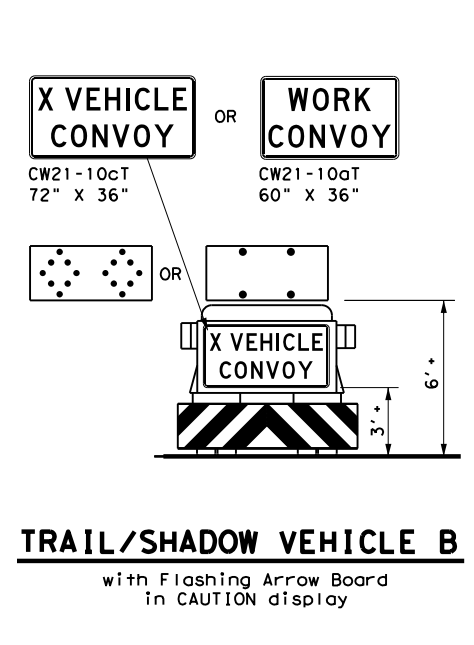 X VEHICLE
CONVOY
OR
WORK
CONVOY
CW21-10cT
72" X 36"
CW21-10aT
60" X 36"
OR
X VEHICLE
CONVOY
6' +
3' +
TRAIL/SHADOW VEHICLE B
with Flashing Arrow Board
in CAUTION display